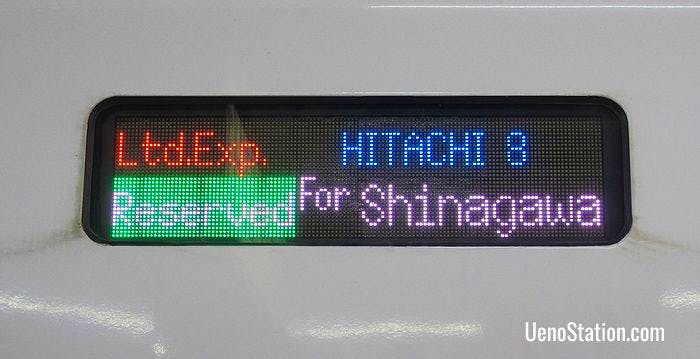 Ltd.Exp. HITACHI 8
Reserved For Shinagawa
UenoStation.com